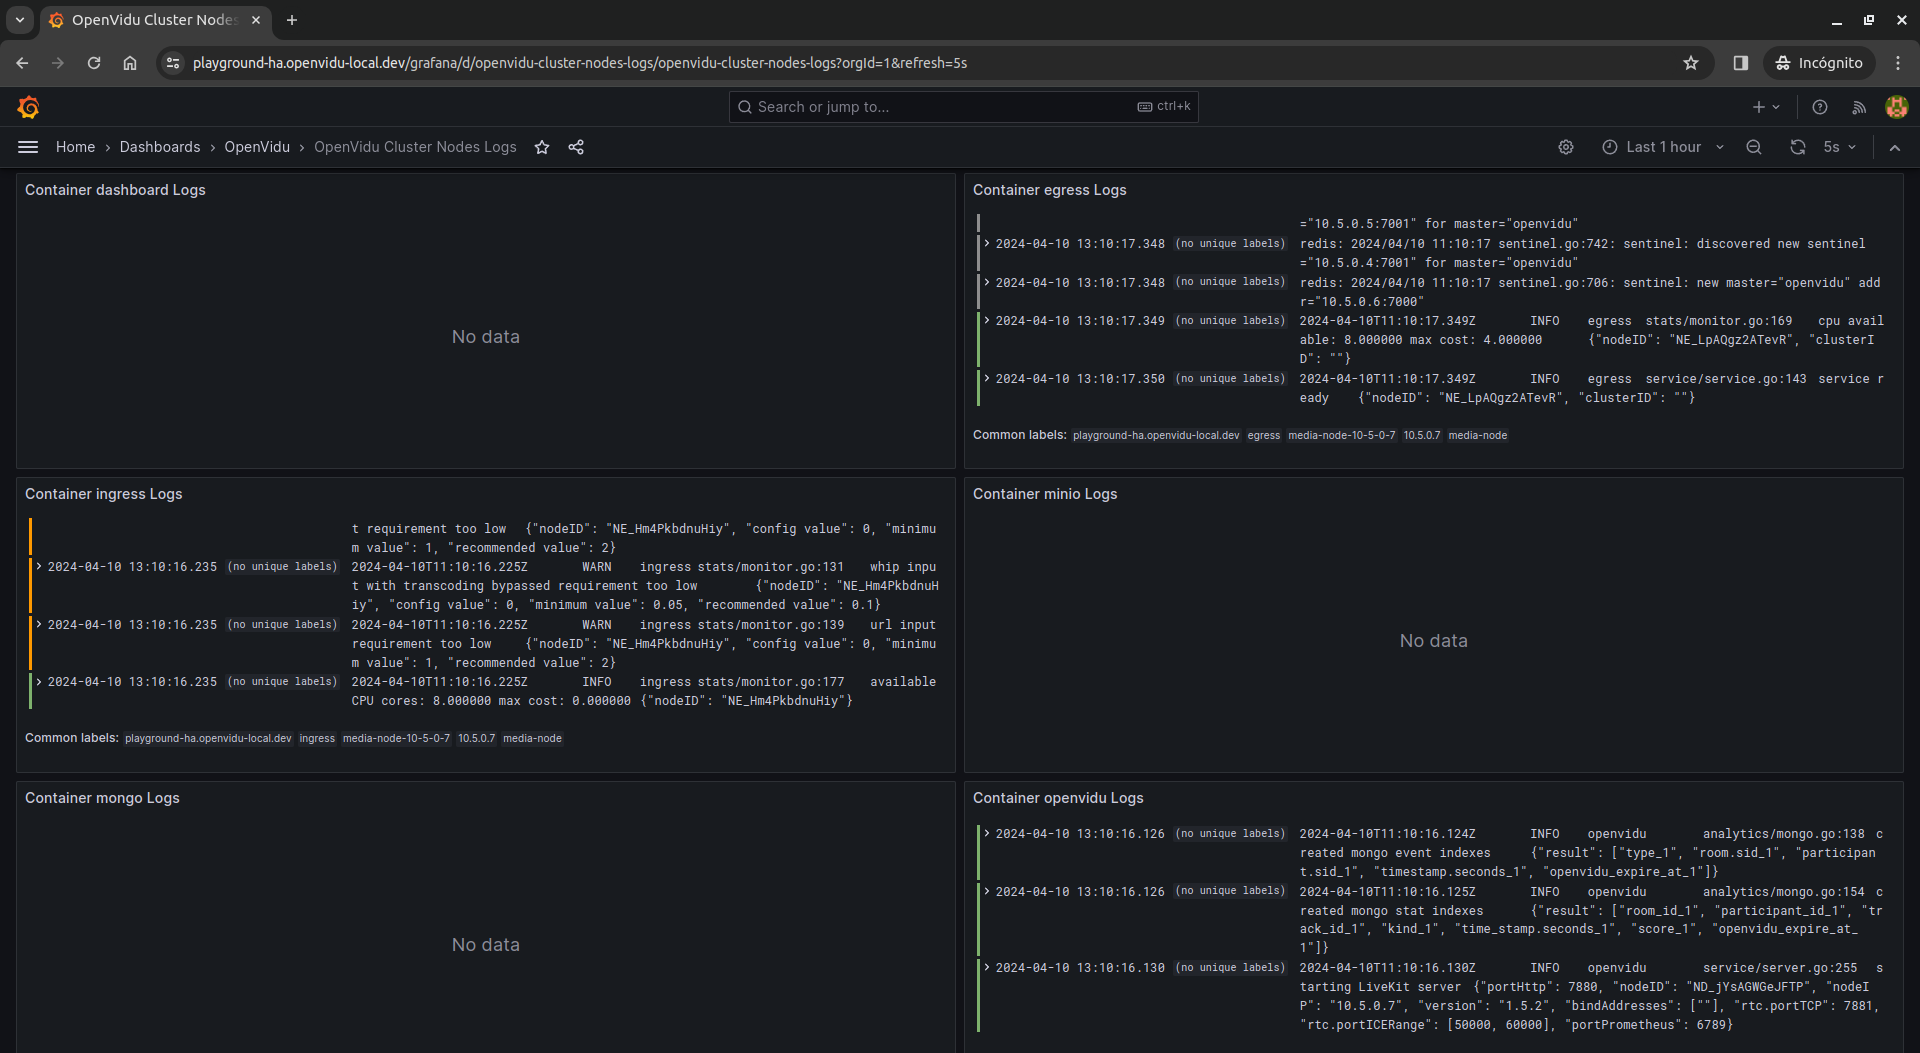 OpenVidu Cluster Nodes
playground-ha.openvidu-local.dev/grafana/d/openvidu-cluster-nodes-logs/openvidu-cluster-nodes-logs?orgId=1&refresh=5s
Incógnito
Search or jump to...
ctrl+k
Home › Dashboards › OpenVidu › OpenVidu Cluster Nodes Logs
Last 1 hour
5s
Container dashboard Logs
No data
Container egress Logs
="10.5.0.5:7001" for master="openvidu"
2024-04-10 13:10:17.348 (no unique labels) redis: 2024/04/10 11:10:17 sentinel.go:742: sentinel: discovered new sentinel
="10.5.0.4:7001" for master="openvidu"
2024-04-10 13:10:17.348 (no unique labels) redis: 2024/04/10 11:10:17 sentinel.go:706: sentinel: new master="openvidu" add
r="10.5.0.6:7000"
2024-04-10 13:10:17.349 (no unique labels) 2024-04-10T11:10:17.349Z INFO egress stats/monitor.go:169 cpu avail
able: 8.000000 max cost: 4.000000 {"nodeID": "NE_LpAQgz2ATevR", "clusterI
D": ""}
2024-04-10 13:10:17.350 (no unique labels) 2024-04-10T11:10:17.349Z INFO egress service/service.go:143 service r
eady {"nodeID": "NE_LpAQgz2ATevR", "clusterID": ""}
Common labels: playground-ha.openvidu-local.dev egress media-node-10-5-0-7 10.5.0.7 media-node
Container ingress Logs
t requirement too low {"nodeID": "NE_Hm4PkbdnuHiy", "config value": 0, "minimu
m value": 1, "recommended value": 2}
2024-04-10 13:10:16.235 (no unique labels) 2024-04-10T11:10:16.225Z WARN ingress stats/monitor.go:131 whip inpu
t with transcoding bypassed requirement too low {"nodeID": "NE_Hm4PkbdnuH
iy", "config value": 0, "minimum value": 0.05, "recommended value": 0.1}
2024-04-10 13:10:16.235 (no unique labels) 2024-04-10T11:10:16.225Z WARN ingress stats/monitor.go:139 url input
requirement too low {"nodeID": "NE_Hm4PkbdnuHiy", "config value": 0, "minimu
m value": 1, "recommended value": 2}
2024-04-10 13:10:16.235 (no unique labels) 2024-04-10T11:10:16.225Z INFO ingress stats/monitor.go:177 available
CPU cores: 8.000000 max cost: 0.000000 {"nodeID": "NE_Hm4PkbdnuHiy"}
Common labels: playground-ha.openvidu-local.dev ingress media-node-10-5-0-7 10.5.0.7 media-node
Container minio Logs
No data
Container mongo Logs
No data
Container openvidu Logs
2024-04-10 13:10:16.126 (no unique labels) 2024-04-10T11:10:16.124Z INFO openvidu analytics/mongo.go:138 c
reated mongo event indexes {"result": ["type_1", "room.sid_1", "participan
t.sid_1", "timestamp.seconds_1", "openvidu_expire_at_1"]}
2024-04-10 13:10:16.126 (no unique labels) 2024-04-10T11:10:16.125Z INFO openvidu analytics/mongo.go:154 c
reated mongo stat indexes {"result": ["room_id_1", "participant_id_1", "tr
ack_id_1", "kind_1", "time_stamp.seconds_1", "score_1", "openvidu_expire_at_
1"]}
2024-04-10 13:10:16.130 (no unique labels) 2024-04-10T11:10:16.130Z INFO openvidu service/server.go:255 s
tarting LiveKit server {"portHttp": 7880, "nodeID": "ND_jYsAGWGeJFTP", "nodeI
P": "10.5.0.7", "version": "1.5.2", "bindAddresses": [""], "rtc.portTCP": 7881,
"rtc.portICERange": [50000, 60000], "portPrometheus": 6789}